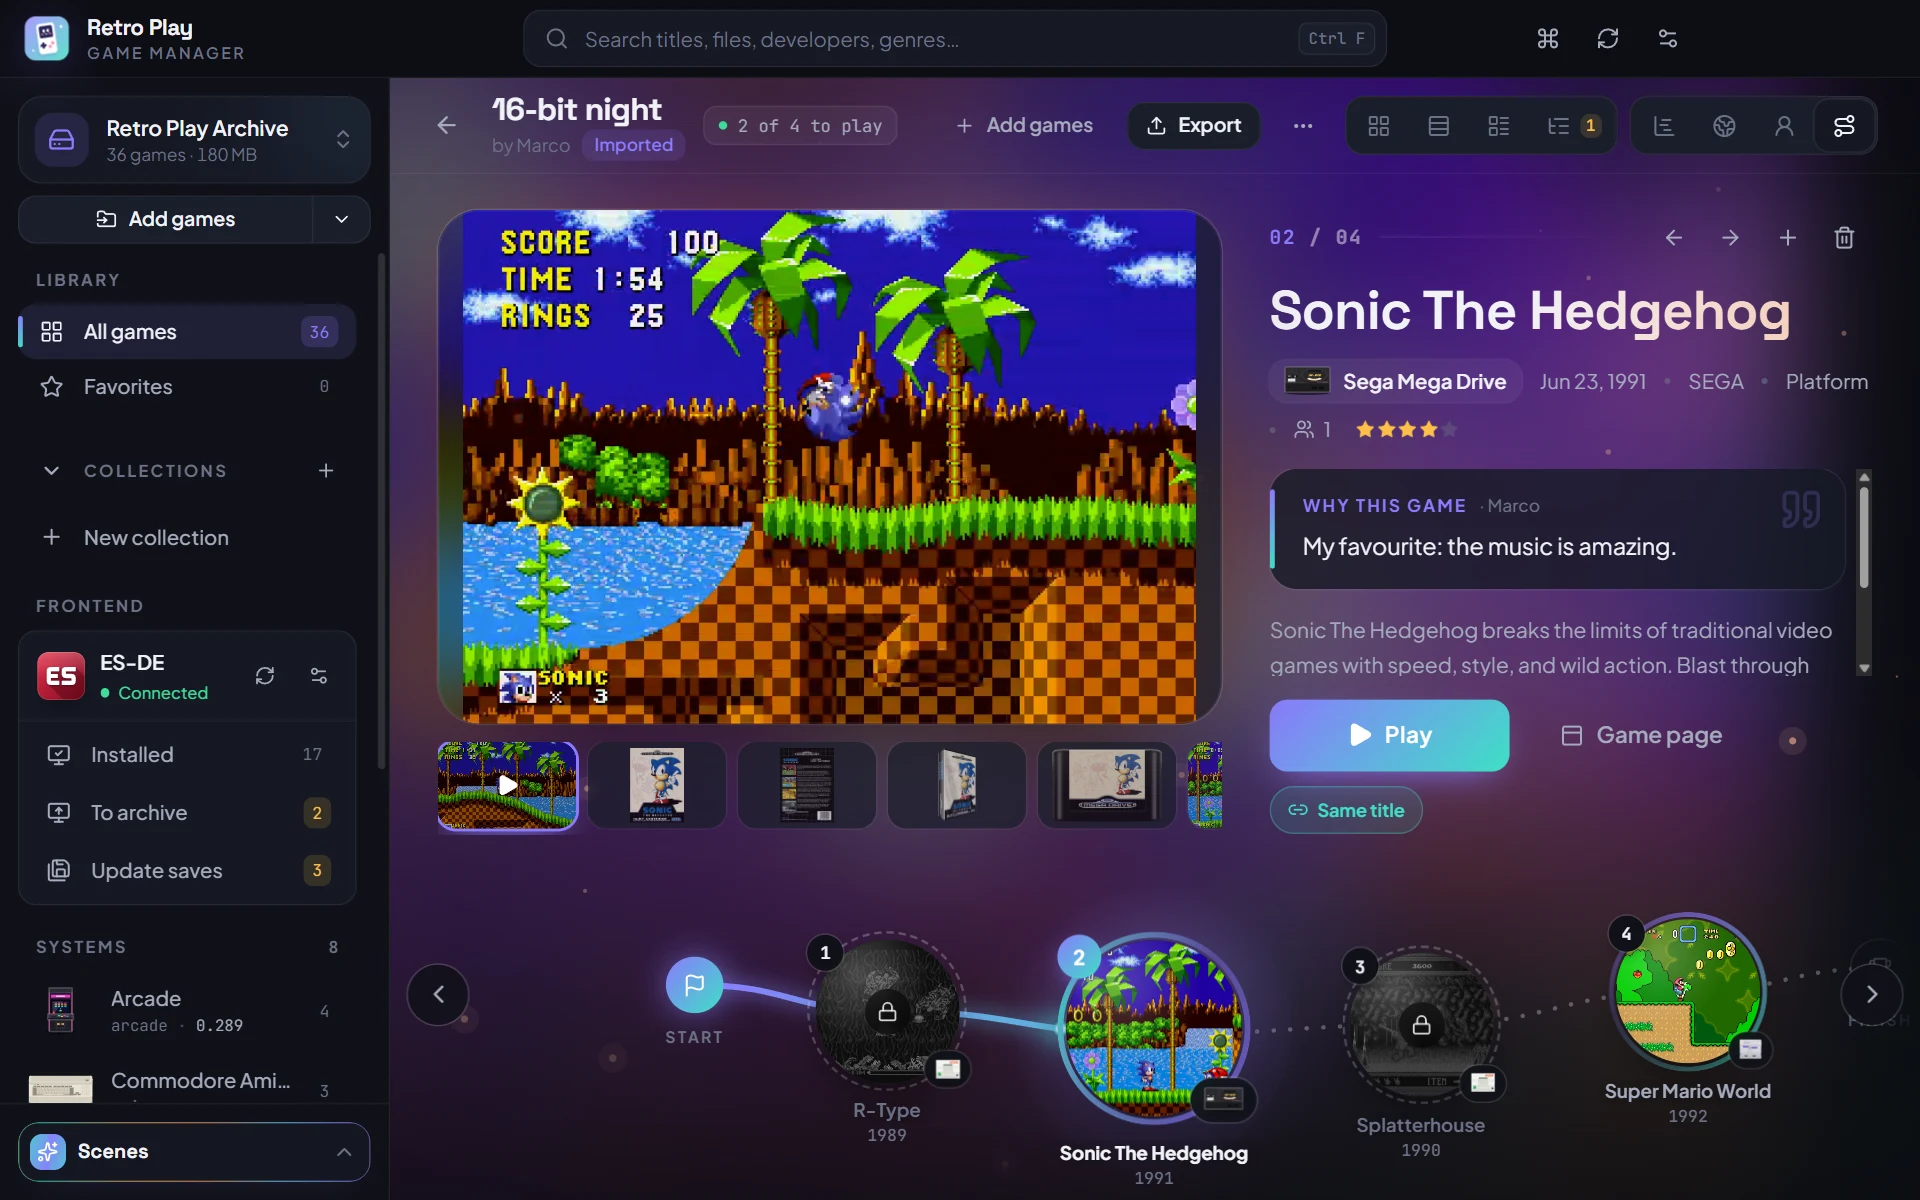 Retro Play
GAME MANAGER
Search titles, files, developers, genres...
Ctrl F
Retro Play Archive
36 games · 180 MB
Add games
LIBRARY
All games 36
Favorites 0
COLLECTIONS
New collection
FRONTEND
ES
ES-DE
Connected
Installed 17
To archive 2
Update saves 3
SYSTEMS 8
Arcade
arcade · 0.289
4
Commodore Ami...
3
Scenes
16-bit night
by Marco Imported
2 of 4 to play
Add games
Export
1
SCORE 100
TIME 1:54
RINGS 25
SONIC
× 3
02 / 04
Sonic The Hedgehog
Sega Mega Drive Jun 23, 1991 • SEGA • Platform
• 1
WHY THIS GAME · Marco
My favourite: the music is amazing.
Sonic The Hedgehog breaks the limits of traditional video
games with speed, style, and wild action. Blast through
Play
Game page
Same title
START
1
R-Type
1989
2
Sonic The Hedgehog
1991
3
Splatterhouse
1990
4
Super Mario World
1992